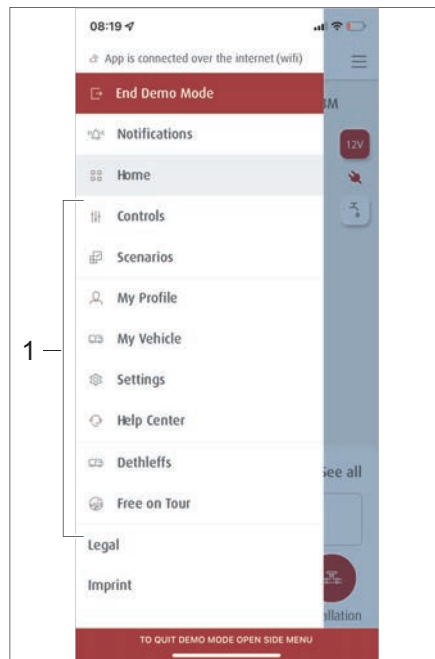 08:19
App is connected over the internet (wifi)
End Demo Mode
3M
Notifications
12V
Home
Controls
Scenarios
My Profile
1
My Vehicle
Settings
Help Center
Dethleffs
See all
Free on Tour
Legal
Imprint
allation
TO QUIT DEMO MODE OPEN SIDE MENU